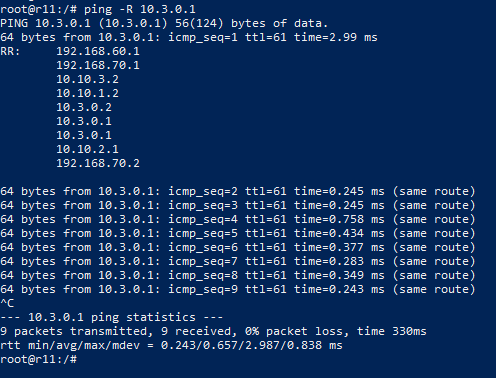 root@r11:/# ping -R 10.3.0.1
PING 10.3.0.1 (10.3.0.1) 56(124) bytes of data.
64 bytes from 10.3.0.1: icmp_seq=1 ttl=61 time=2.99 ms
RR:     192.168.60.1
        192.168.70.1
        10.10.3.2
        10.10.1.2
        10.3.0.2
        10.3.0.1
        10.3.0.1
        10.10.2.1
        192.168.70.2

64 bytes from 10.3.0.1: icmp_seq=2 ttl=61 time=0.245 ms (same route)
64 bytes from 10.3.0.1: icmp_seq=3 ttl=61 time=0.245 ms (same route)
64 bytes from 10.3.0.1: icmp_seq=4 ttl=61 time=0.758 ms (same route)
64 bytes from 10.3.0.1: icmp_seq=5 ttl=61 time=0.434 ms (same route)
64 bytes from 10.3.0.1: icmp_seq=6 ttl=61 time=0.377 ms (same route)
64 bytes from 10.3.0.1: icmp_seq=7 ttl=61 time=0.283 ms (same route)
64 bytes from 10.3.0.1: icmp_seq=8 ttl=61 time=0.349 ms (same route)
64 bytes from 10.3.0.1: icmp_seq=9 ttl=61 time=0.243 ms (same route)
^C
--- 10.3.0.1 ping statistics ---
9 packets transmitted, 9 received, 0% packet loss, time 330ms
rtt min/avg/max/mdev = 0.243/0.657/2.987/0.838 ms
root@r11:/#